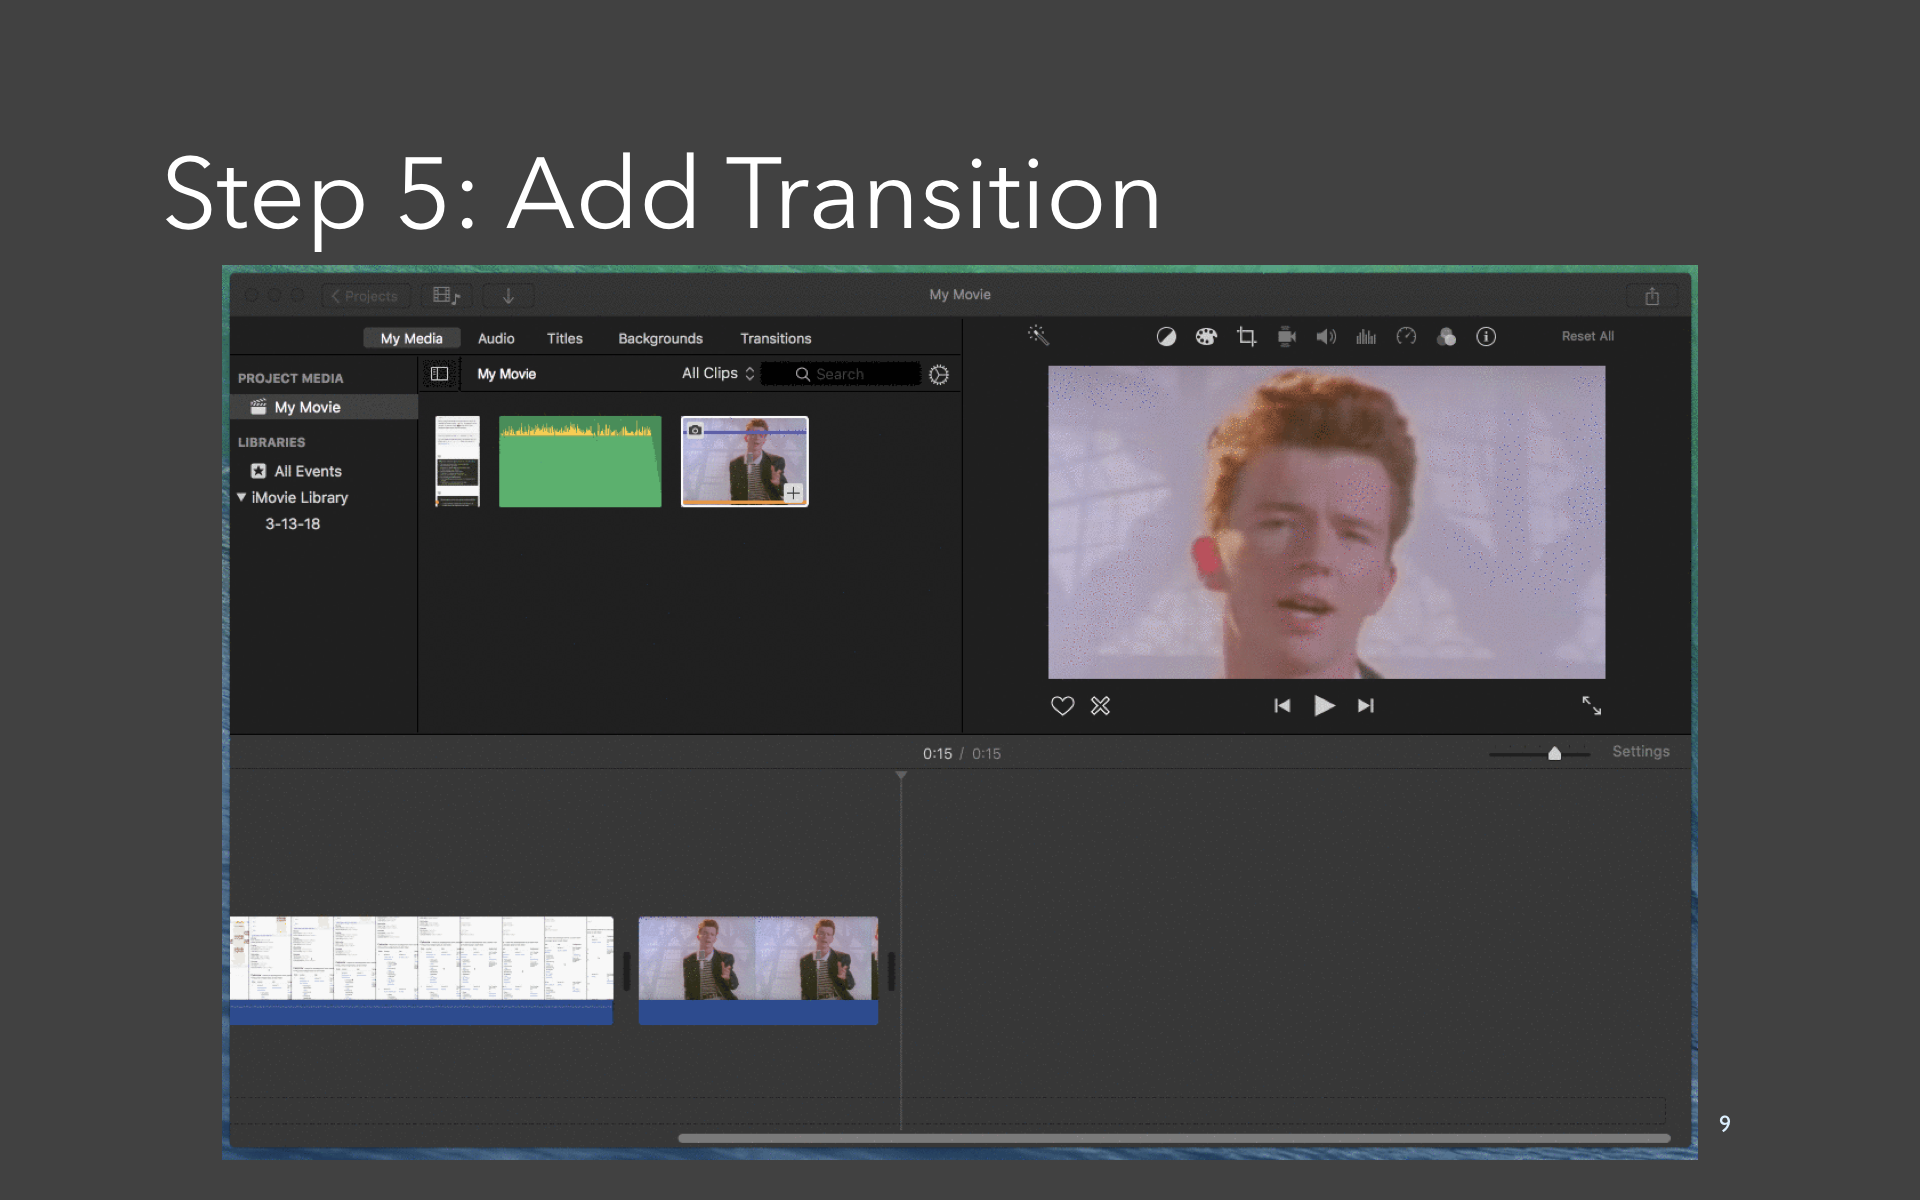 Step 5: Add Transition
Projects
My Movie
My Media Audio Titles Backgrounds Transitions
Reset All
PROJECT MEDIA
My Movie
LIBRARIES
All Events
iMovie Library
3-13-18
My Movie All Clips Search
0:15 / 0:15
Settings
9